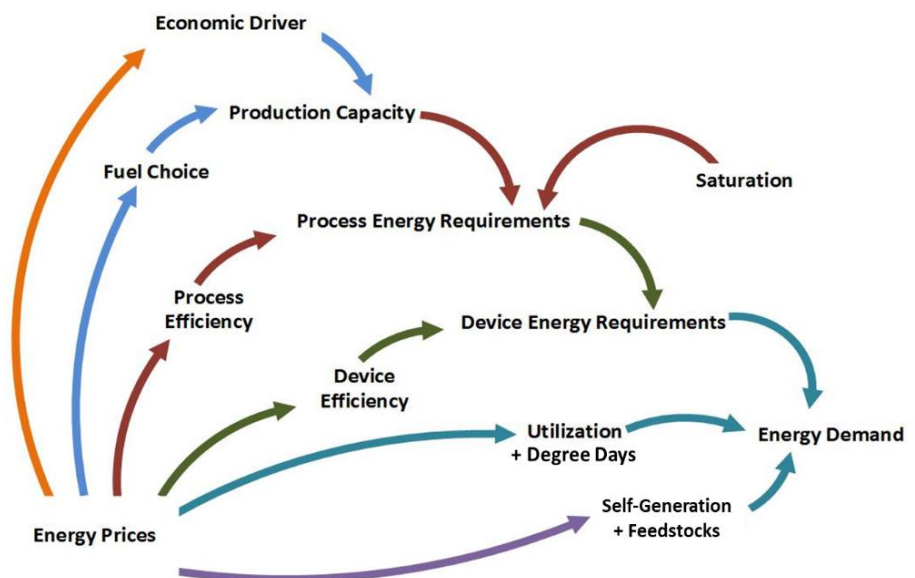 Economic Driver
Production Capacity
Fuel Choice
Saturation
Process Energy Requirements
Process
Efficiency
Device Energy Requirements
Device
Efficiency
Utilization
+ Degree Days
Energy Demand
Self-Generation
+ Feedstocks
Energy Prices